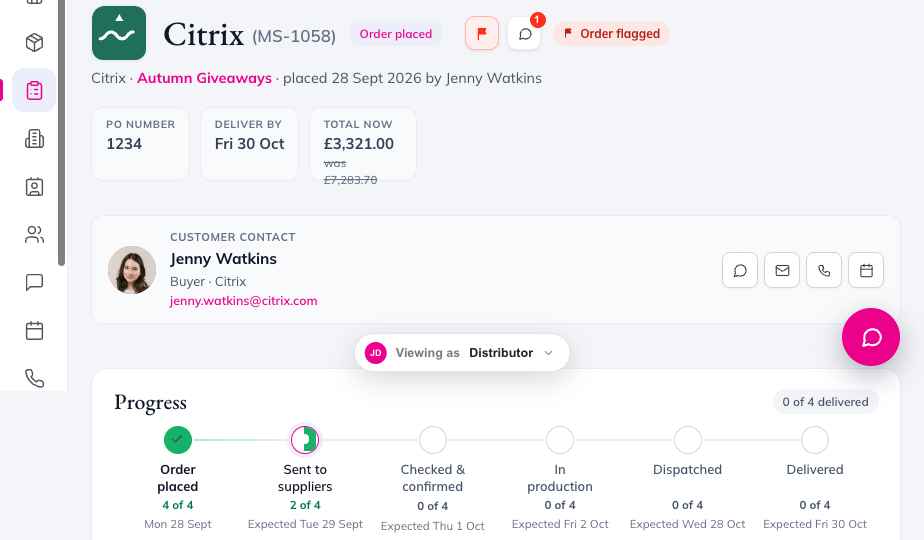 Citrix (MS-1058) Order placed 1 Order flagged
Citrix · Autumn Giveaways · placed 28 Sept 2026 by Jenny Watkins
PO NUMBER DELIVER BY TOTAL NOW
1234 Fri 30 Oct £3,321.00
was
£7,283.70
CUSTOMER CONTACT
Jenny Watkins
Buyer · Citrix
jenny.watkins@citrix.com
JD Viewing as Distributor
Progress 0 of 4 delivered
Order placed Sent to suppliers Checked & confirmed In production Dispatched Delivered
4 of 4 2 of 4 0 of 4 0 of 4 0 of 4 0 of 4
Mon 28 Sept Expected Tue 29 Sept Expected Thu 1 Oct Expected Fri 2 Oct Expected Wed 28 Oct Expected Fri 30 Oct